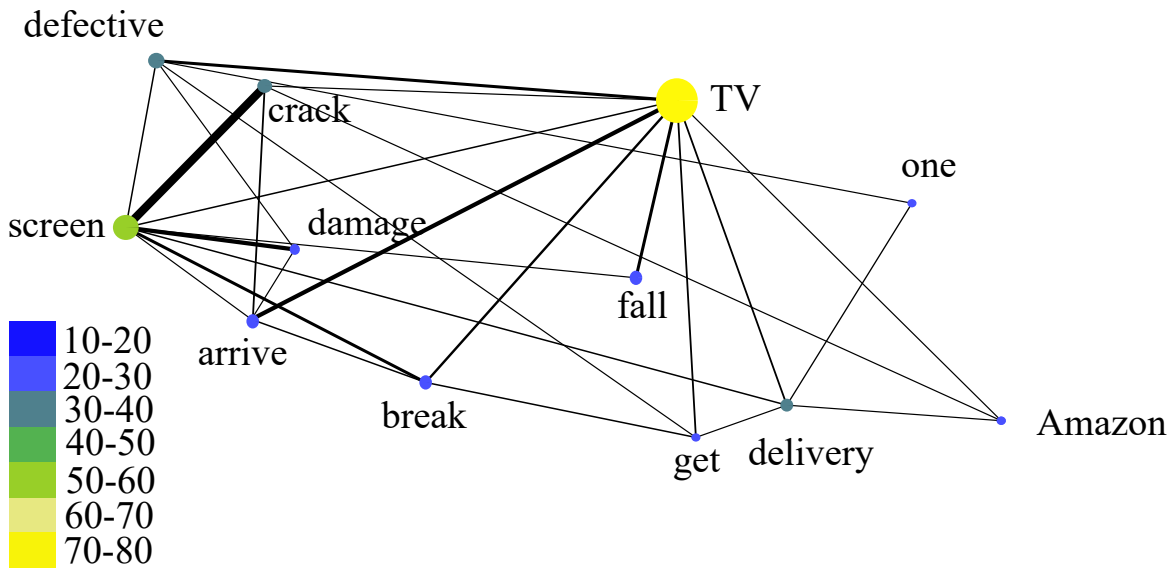 defective
crack
TV
one
screen
damage
fall
arrive
break
get
delivery
Amazon
10-20
20-30
30-40
40-50
50-60
60-70
70-80